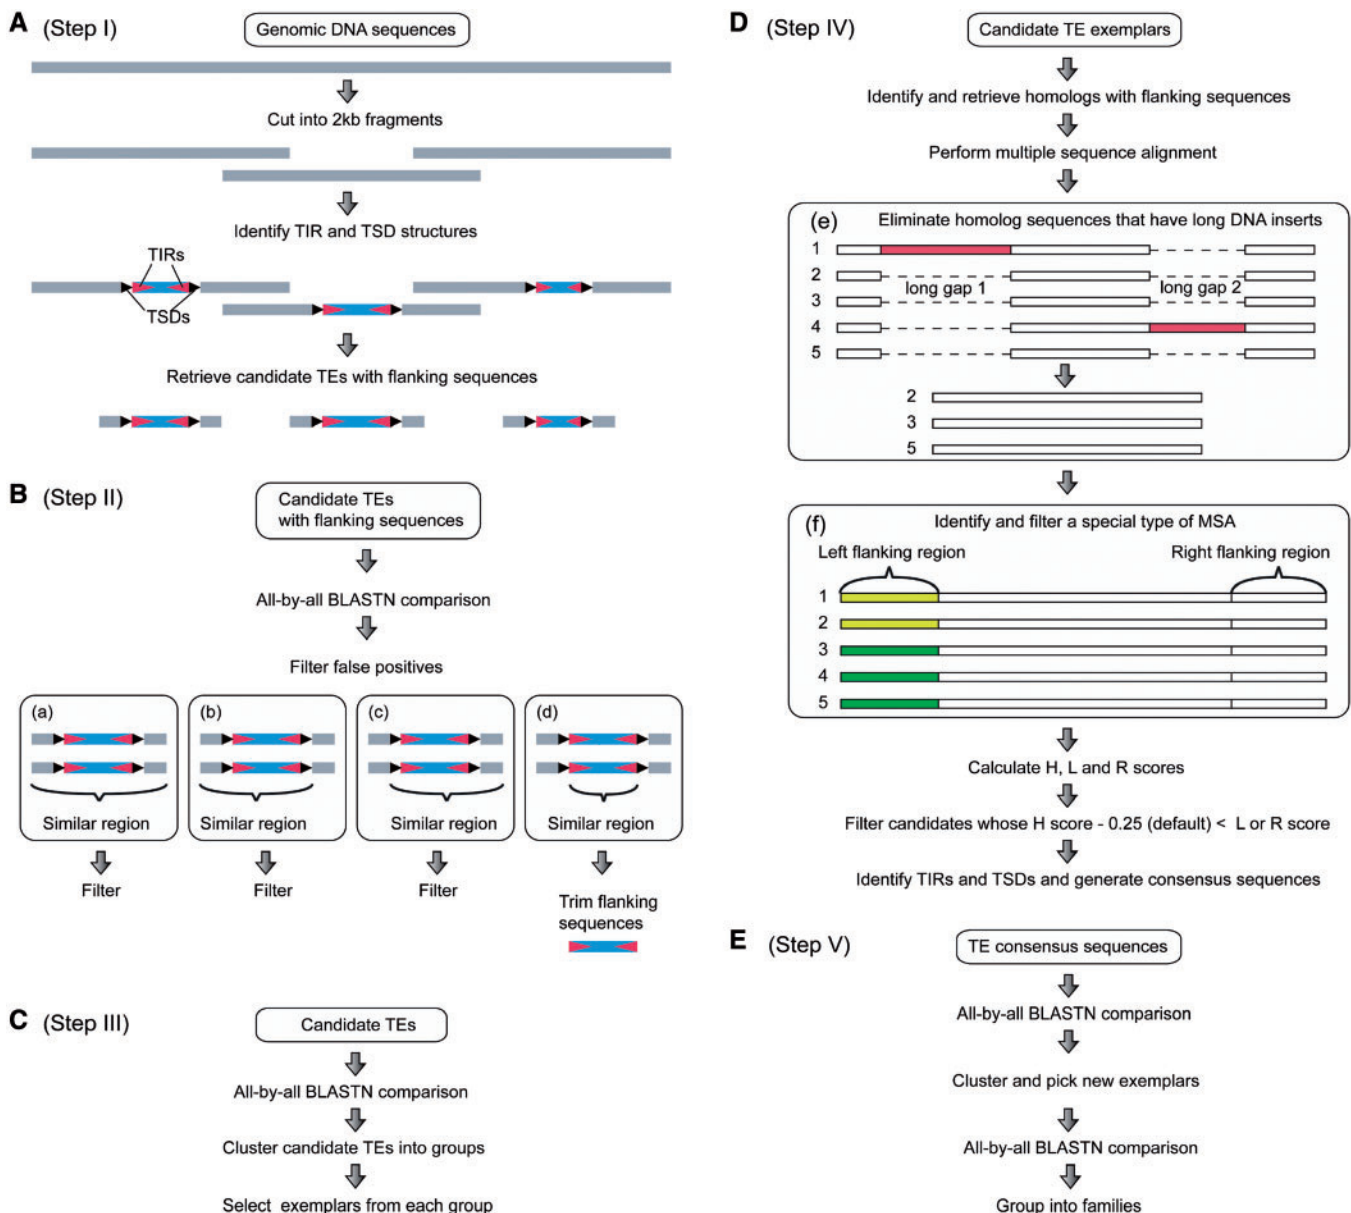 A (Step I)
Genomic DNA sequences
Cut into 2kb fragments
Identify TIR and TSD structures
TIRs
TSDs
Retrieve candidate TEs with flanking sequences
B (Step II)
Candidate TEs
with flanking sequences
All-by-all BLASTN comparison
Filter false positives
(a)
Similar region
Filter
(b)
Similar region
Filter
(c)
Similar region
Filter
(d)
Similar region
Trim flanking
sequences
C (Step III)
Candidate TEs
All-by-all BLASTN comparison
Cluster candidate TEs into groups
Select exemplars from each group
D (Step IV)
Candidate TE exemplars
Identify and retrieve homologs with flanking sequences
Perform multiple sequence alignment
(e) Eliminate homolog sequences that have long DNA inserts
1
2
long gap 1 long gap 2
3
4
5
2
3
5
(f) Identify and filter a special type of MSA
Left flanking region Right flanking region
1
2
3
4
5
Calculate H, L and R scores
Filter candidates whose H score - 0.25 (default) < L or R score
Identify TIRs and TSDs and generate consensus sequences
E (Step V)
TE consensus sequences
All-by-all BLASTN comparison
Cluster and pick new exemplars
All-by-all BLASTN comparison
Group into families